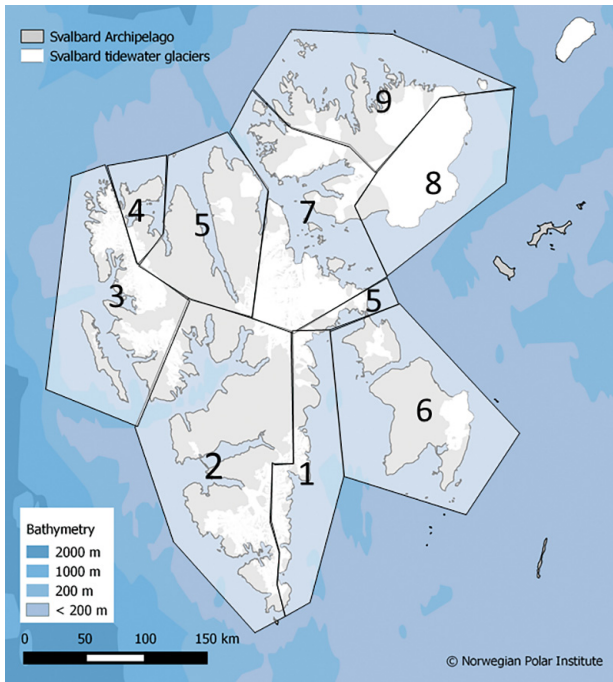 Svalbard Archipelago
Svalbard tidewater glaciers
9
8
4
5
7
3
5
6
2
1
Bathymetry
2000 m
1000 m
200 m
< 200 m
0 50 100 150 km
© Norwegian Polar Institute